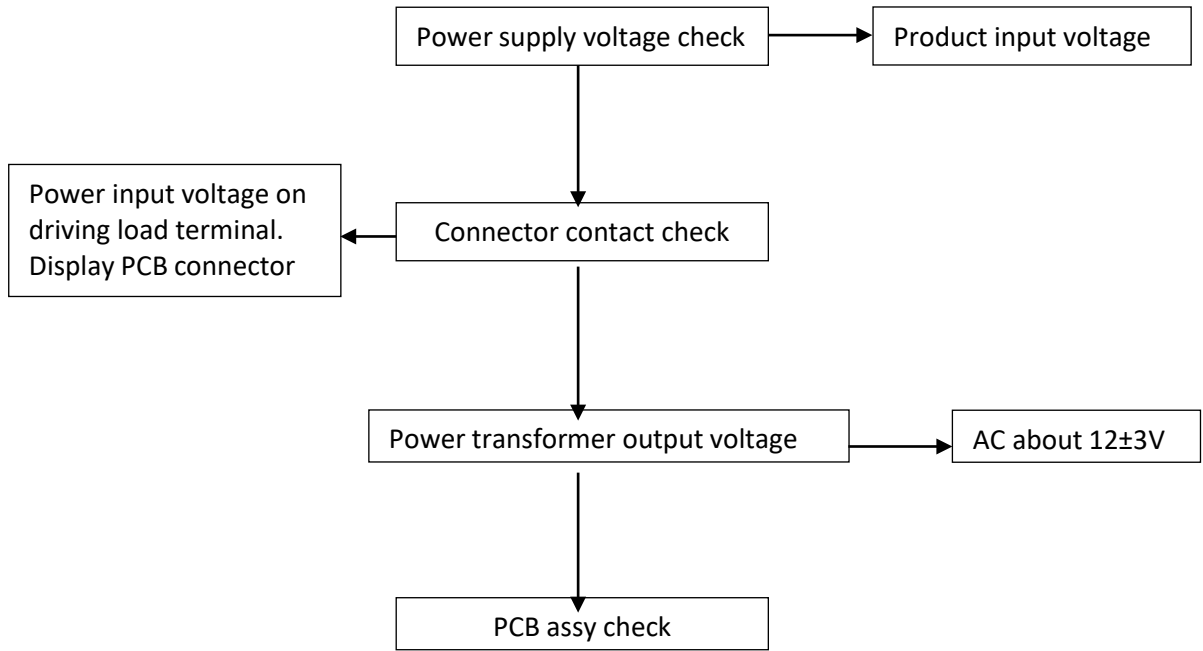 Power supply voltage check
Product input voltage
Power input voltage on
driving load terminal.
Display PCB connector
Connector contact check
Power transformer output voltage
AC about 12±3V
PCB assy check